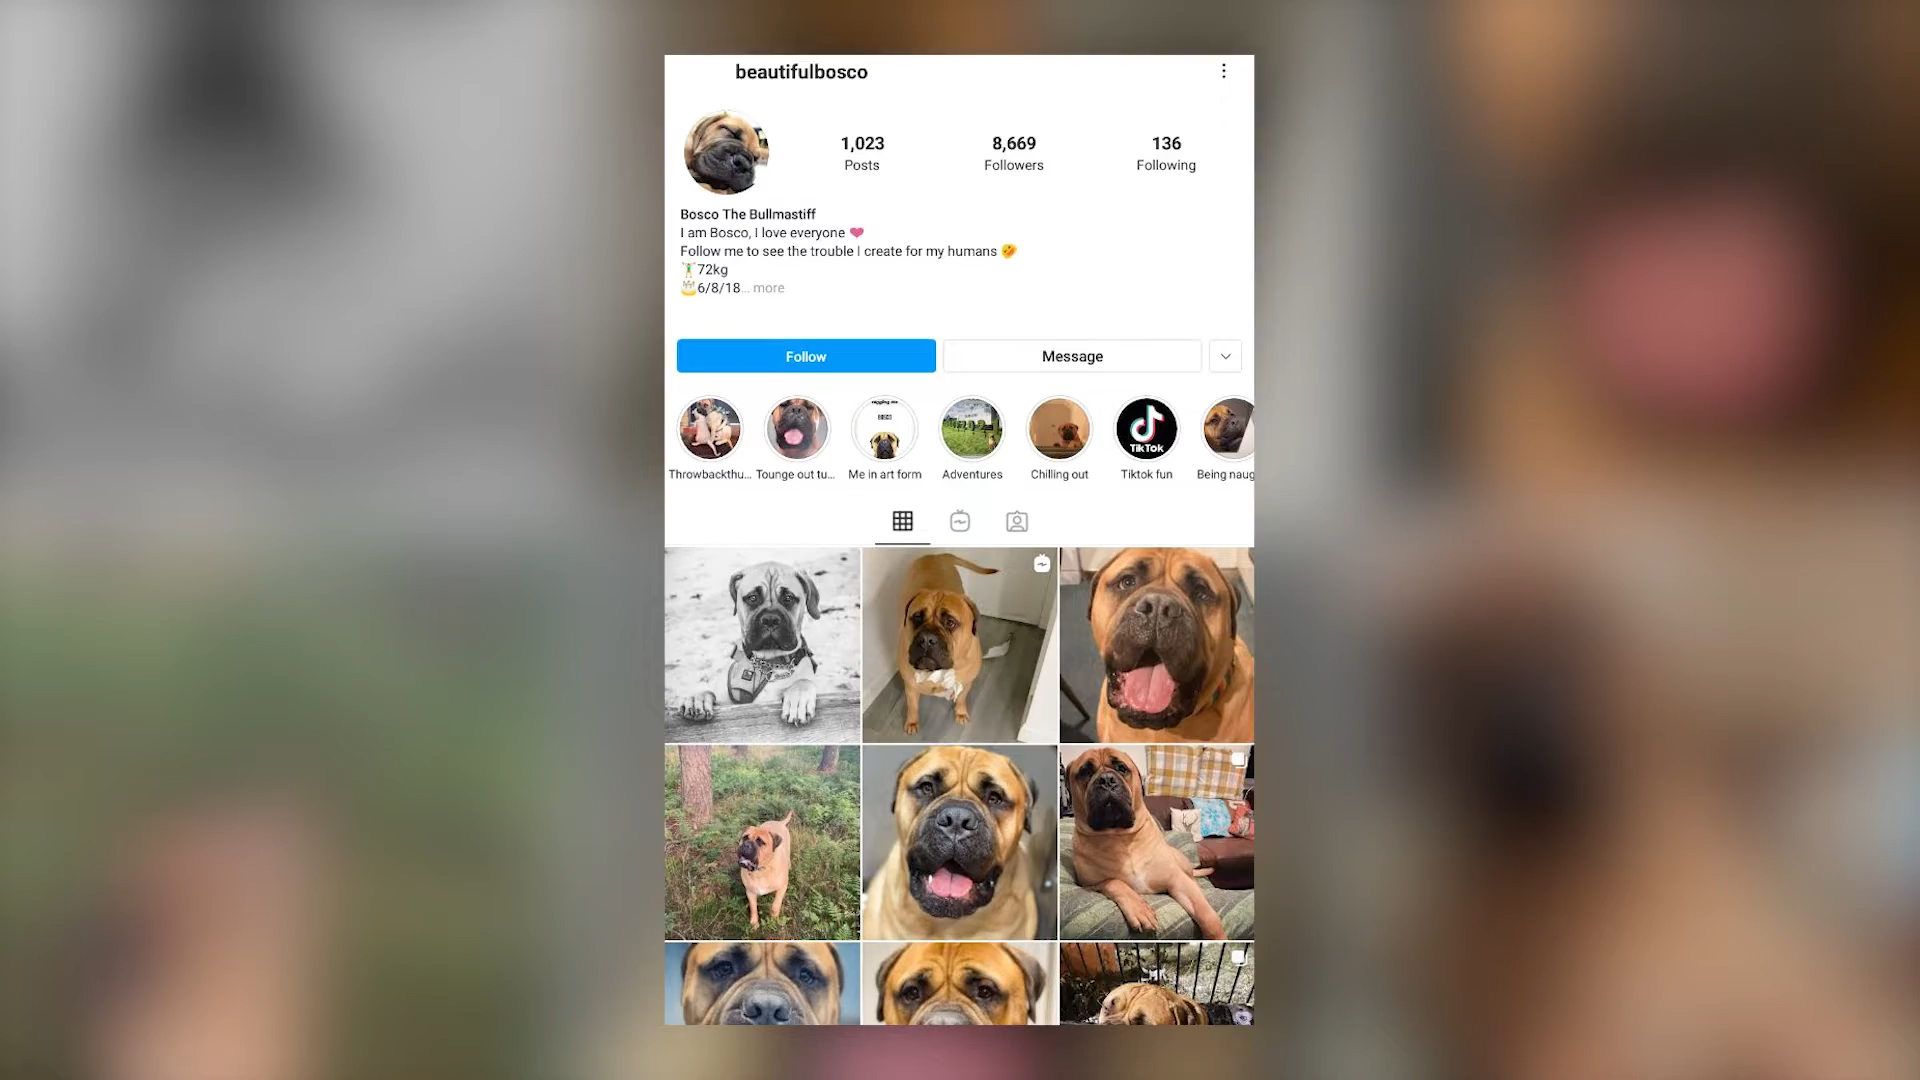 beautifulbosco
1,023
Posts
8,669
Followers
136
Following
Bosco The Bullmastiff
I am Bosco, I love everyone
Follow me to see the trouble I create for my humans
72kg
6/8/18... more
Follow
Message
BOSCO
TikTok
Throwbackthu...
Tounge out tu...
Me in art form
Adventures
Chilling out
Tiktok fun
Being naug